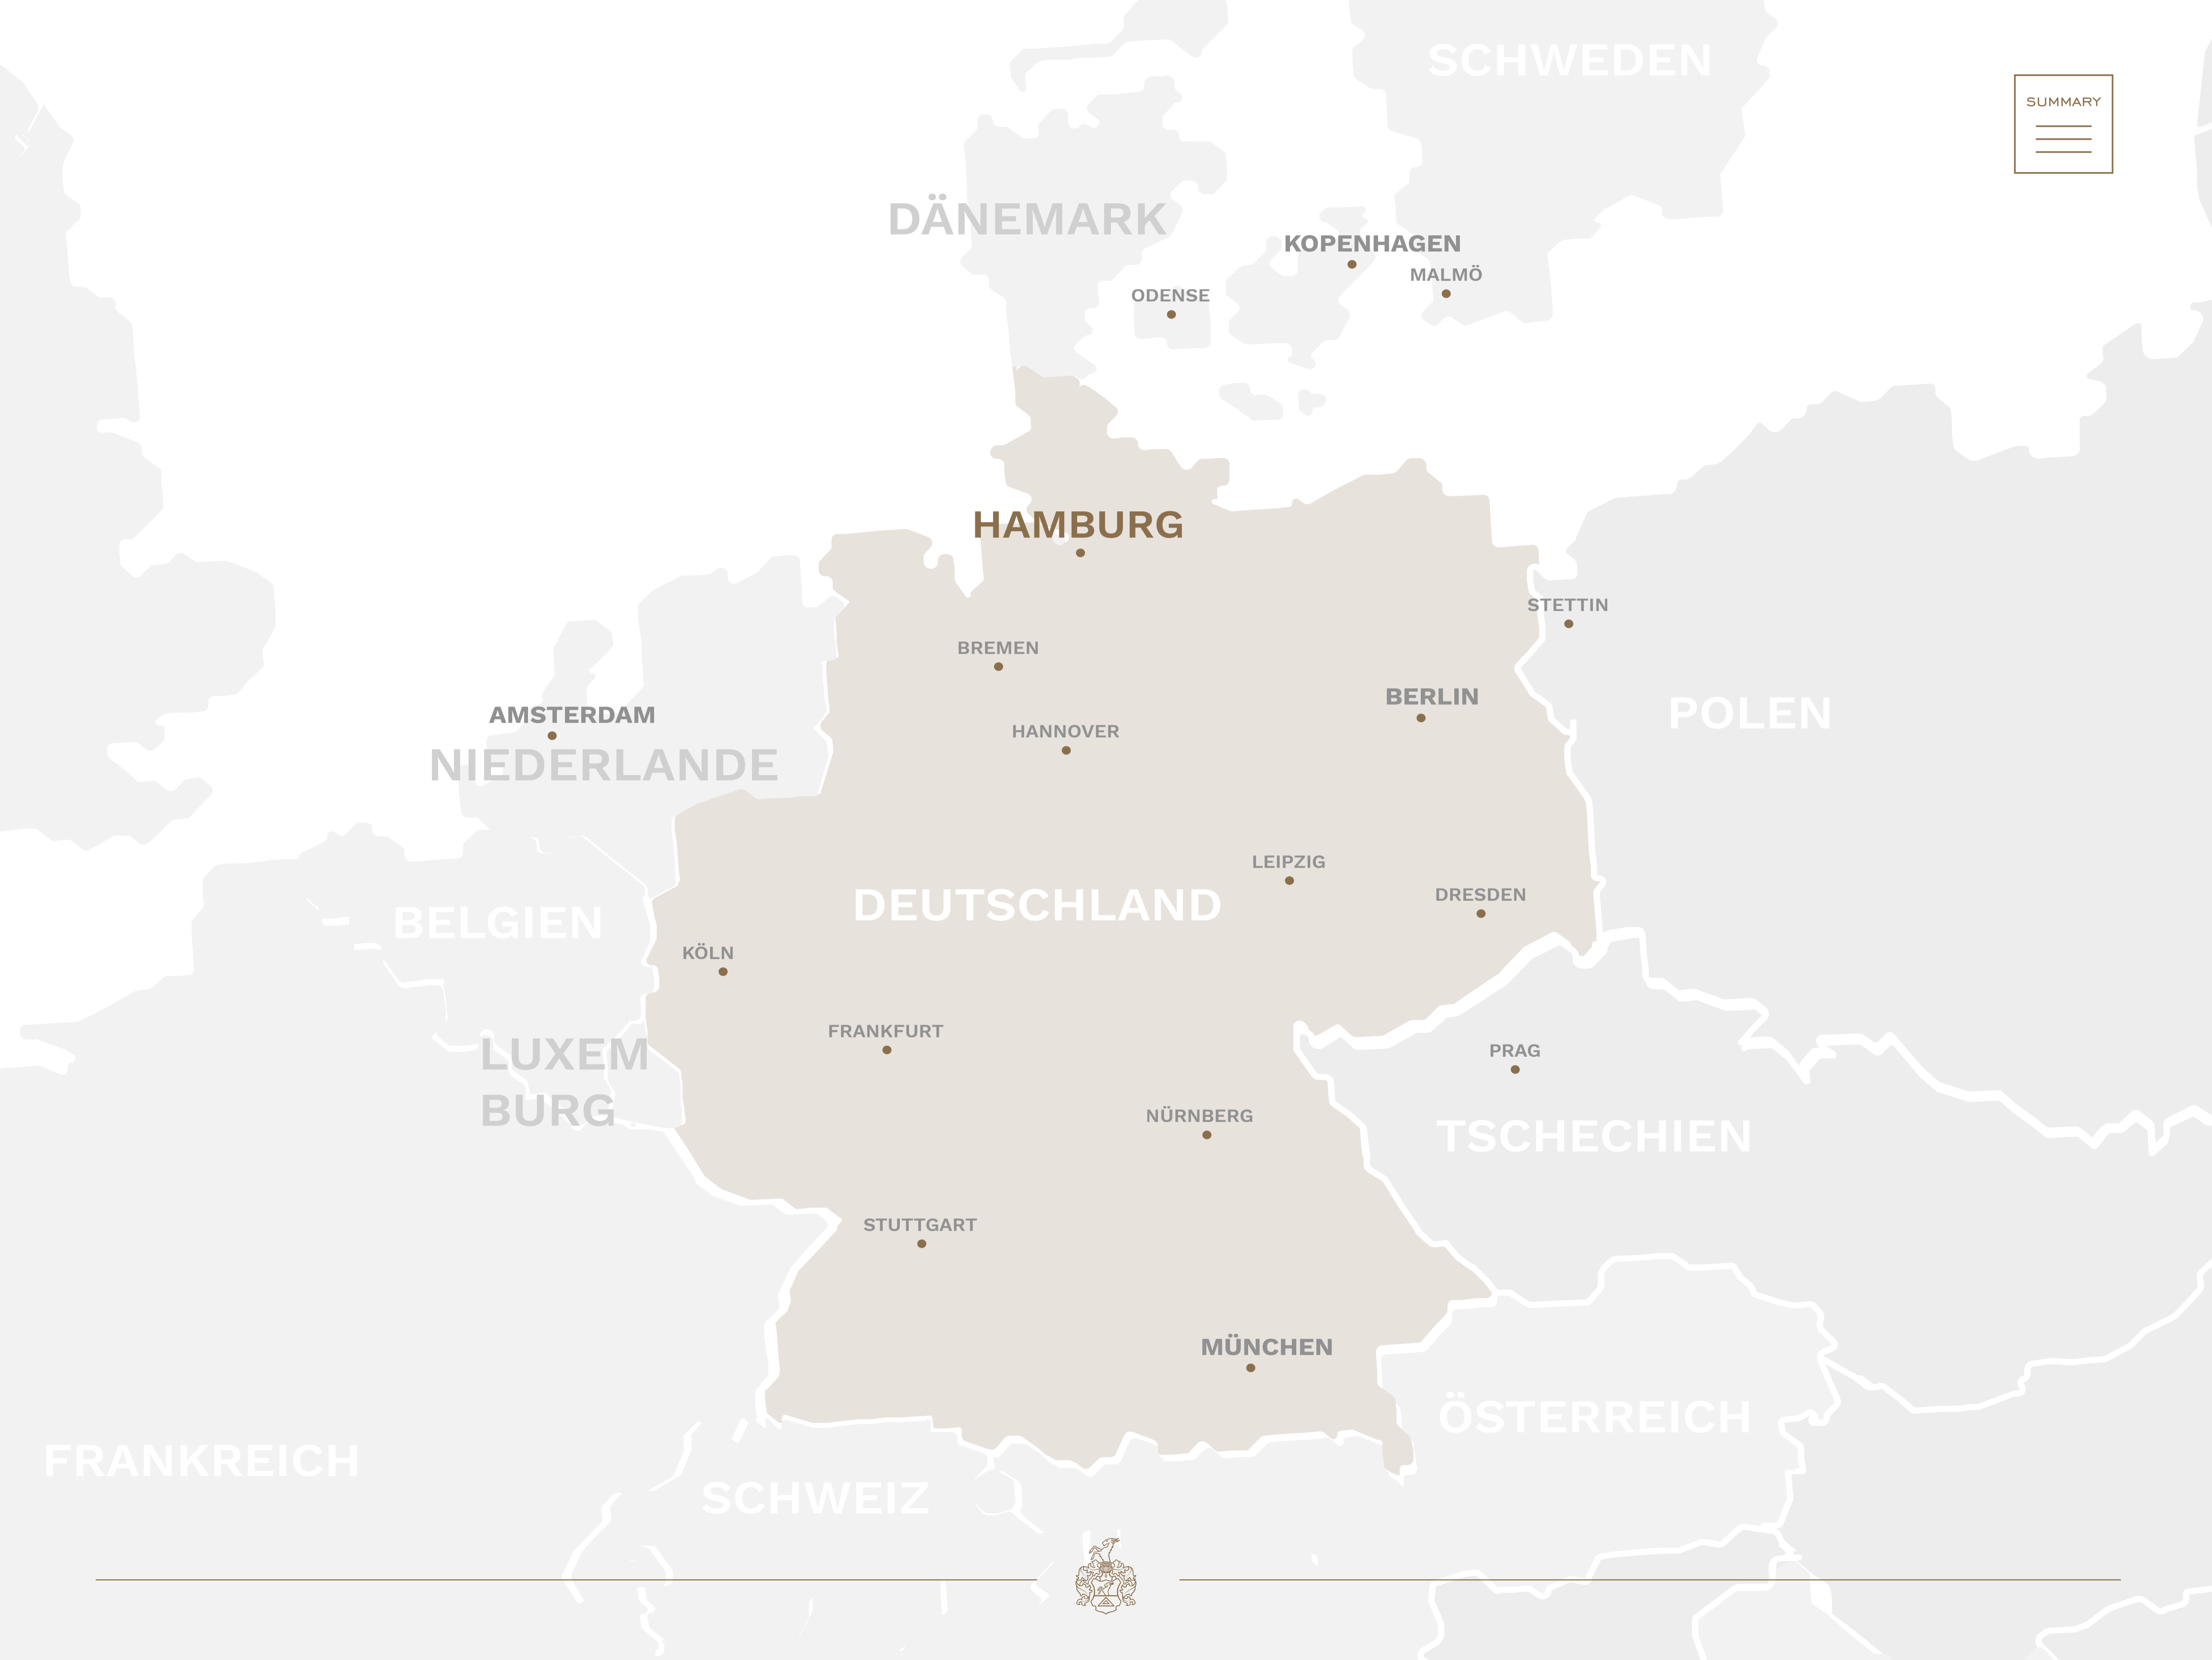 SCHWEDEN
SUMMARY
DÄNEMARK
KOPENHAGEN
MALMÖ
ODENSE
HAMBURG
STETTIN
BREMEN
BERLIN
POLEN
AMSTERDAM
HANNOVER
NIEDERLANDE
LEIPZIG
DEUTSCHLAND
DRESDEN
BELGIEN
KÖLN
FRANKFURT
LUXEM
BURG
PRAG
NÜRNBERG
TSCHECHIEN
STUTTGART
MÜNCHEN
ÖSTERREICH
FRANKREICH
SCHWEIZ